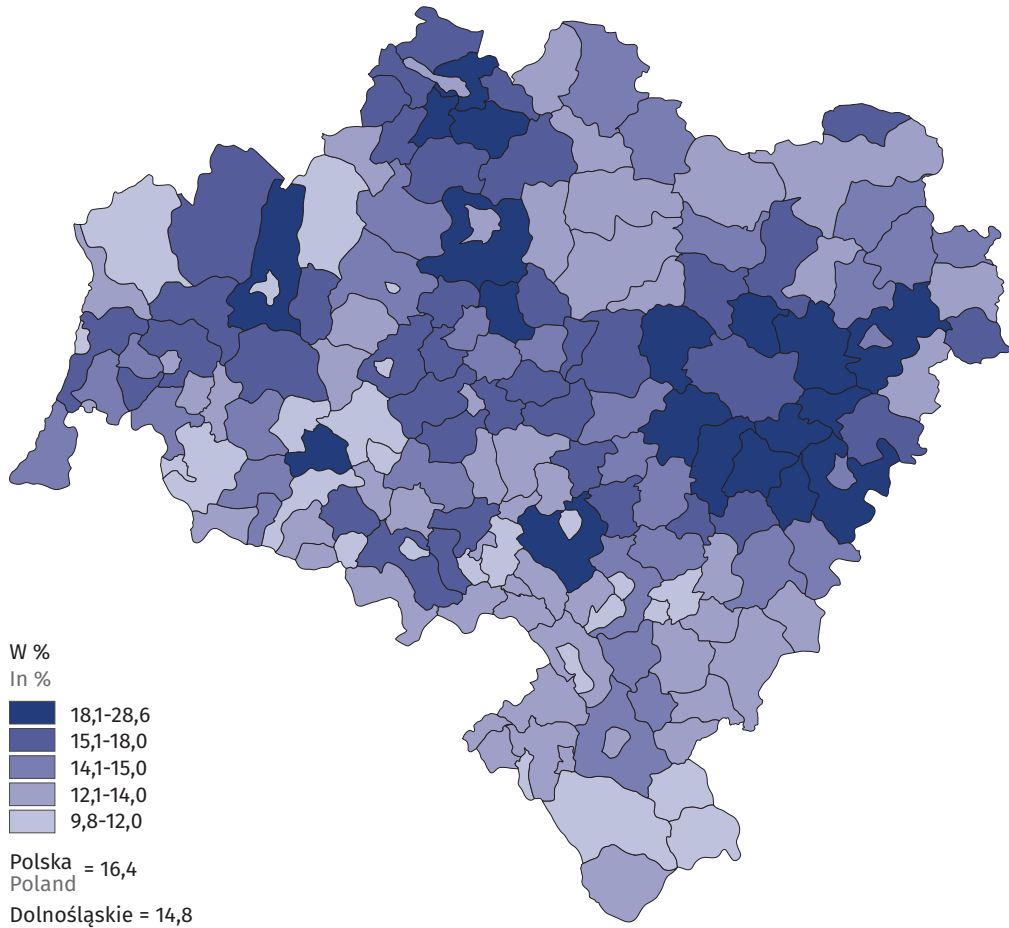 W %
In %
18,1-28,6
15,1-18,0
14,1-15,0
12,1-14,0
9,8-12,0
Polska
Poland
= 16,4
Dolnośląskie = 14,8